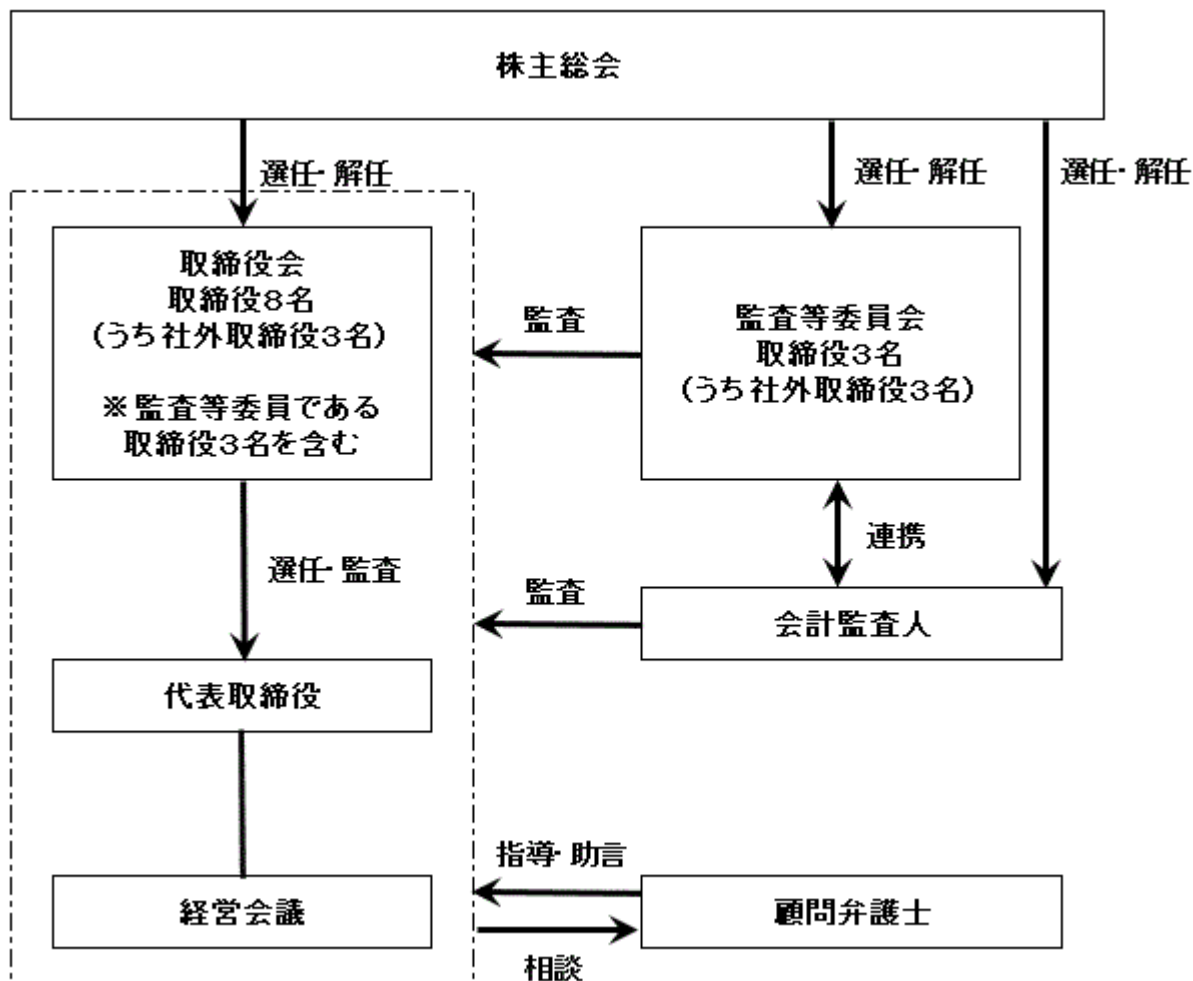 株主総会
選任・解任
選任・解任
選任・解任
取締役会
取締役8名
(うち社外取締役3名)
※監査等委員である
取締役3名を含む
監査
監査等委員会
取締役3名
(うち社外取締役3名)
連携
選任・監査
監査
会計監査人
代表取締役
指導・助言
経営会議
顧問弁護士
相談